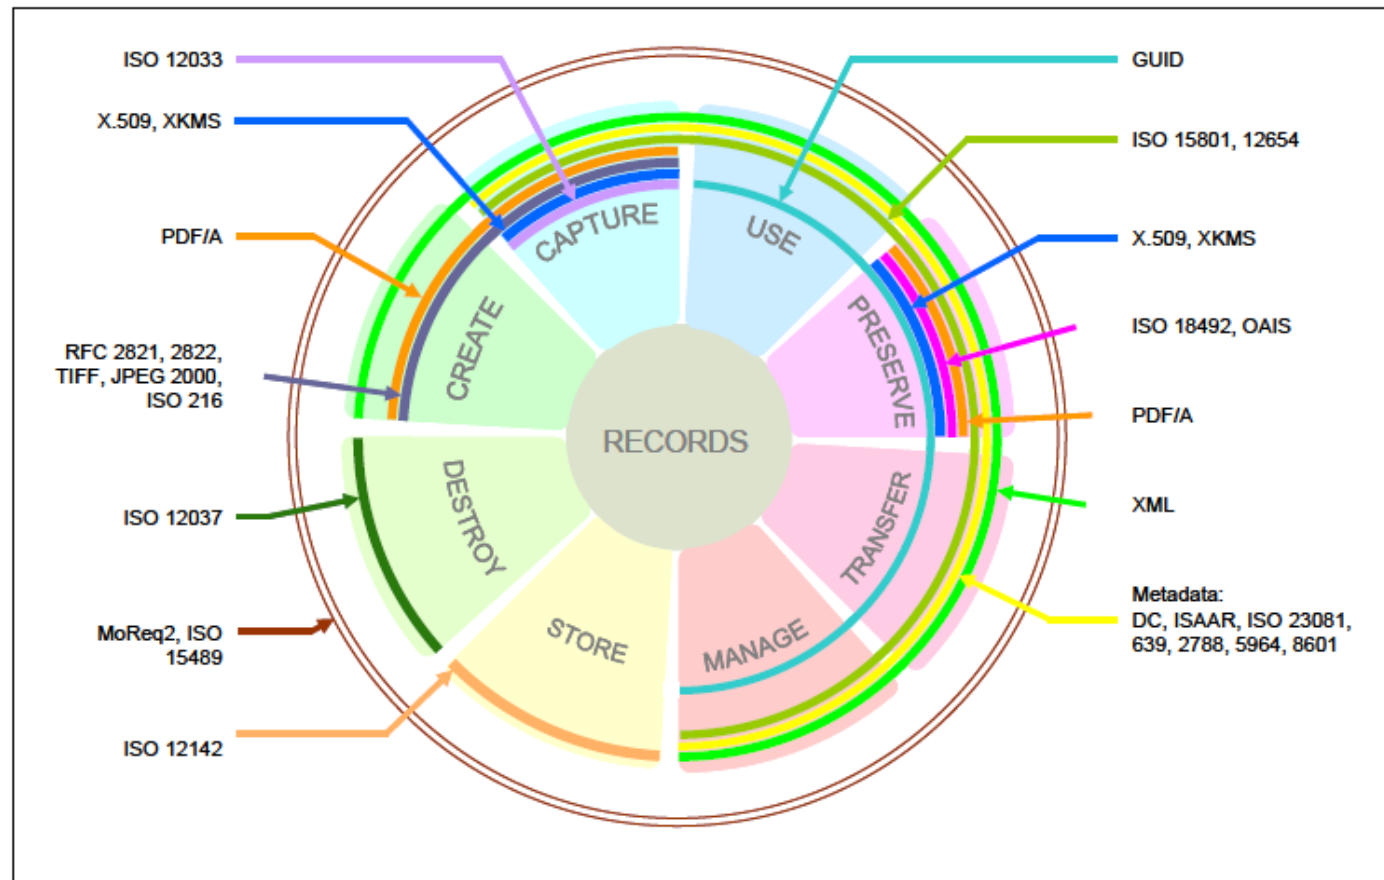 ISO 12033
X.509, XKMS
PDF/A
RFC 2821, 2822,
TIFF, JPEG 2000,
ISO 216
ISO 12037
MoReq2, ISO
15489
ISO 12142
CAPTURE
USE
CREATE
PRESERVE
RECORDS
DESTROY
TRANSFER
STORE
MANAGE
GUID
ISO 15801, 12654
X.509, XKMS
ISO 18492, OAIS
PDF/A
XML
Metadata:
DC, ISAAR, ISO 23081,
639, 2788, 5964, 8601